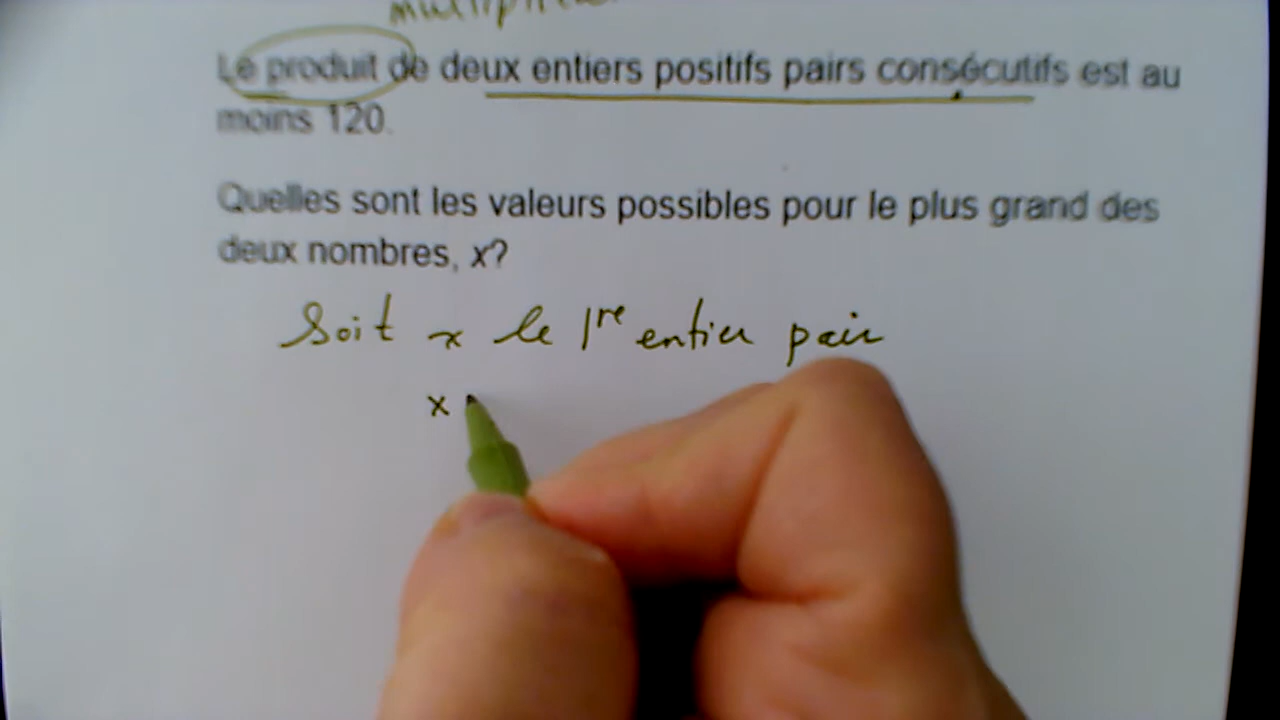 Le produit de deux entiers positifs pairs consécutifs est au
moins 120.
Quelles sont les valeurs possibles pour le plus grand des
deux nombres, x?
Soit x le 1re entier pair
x